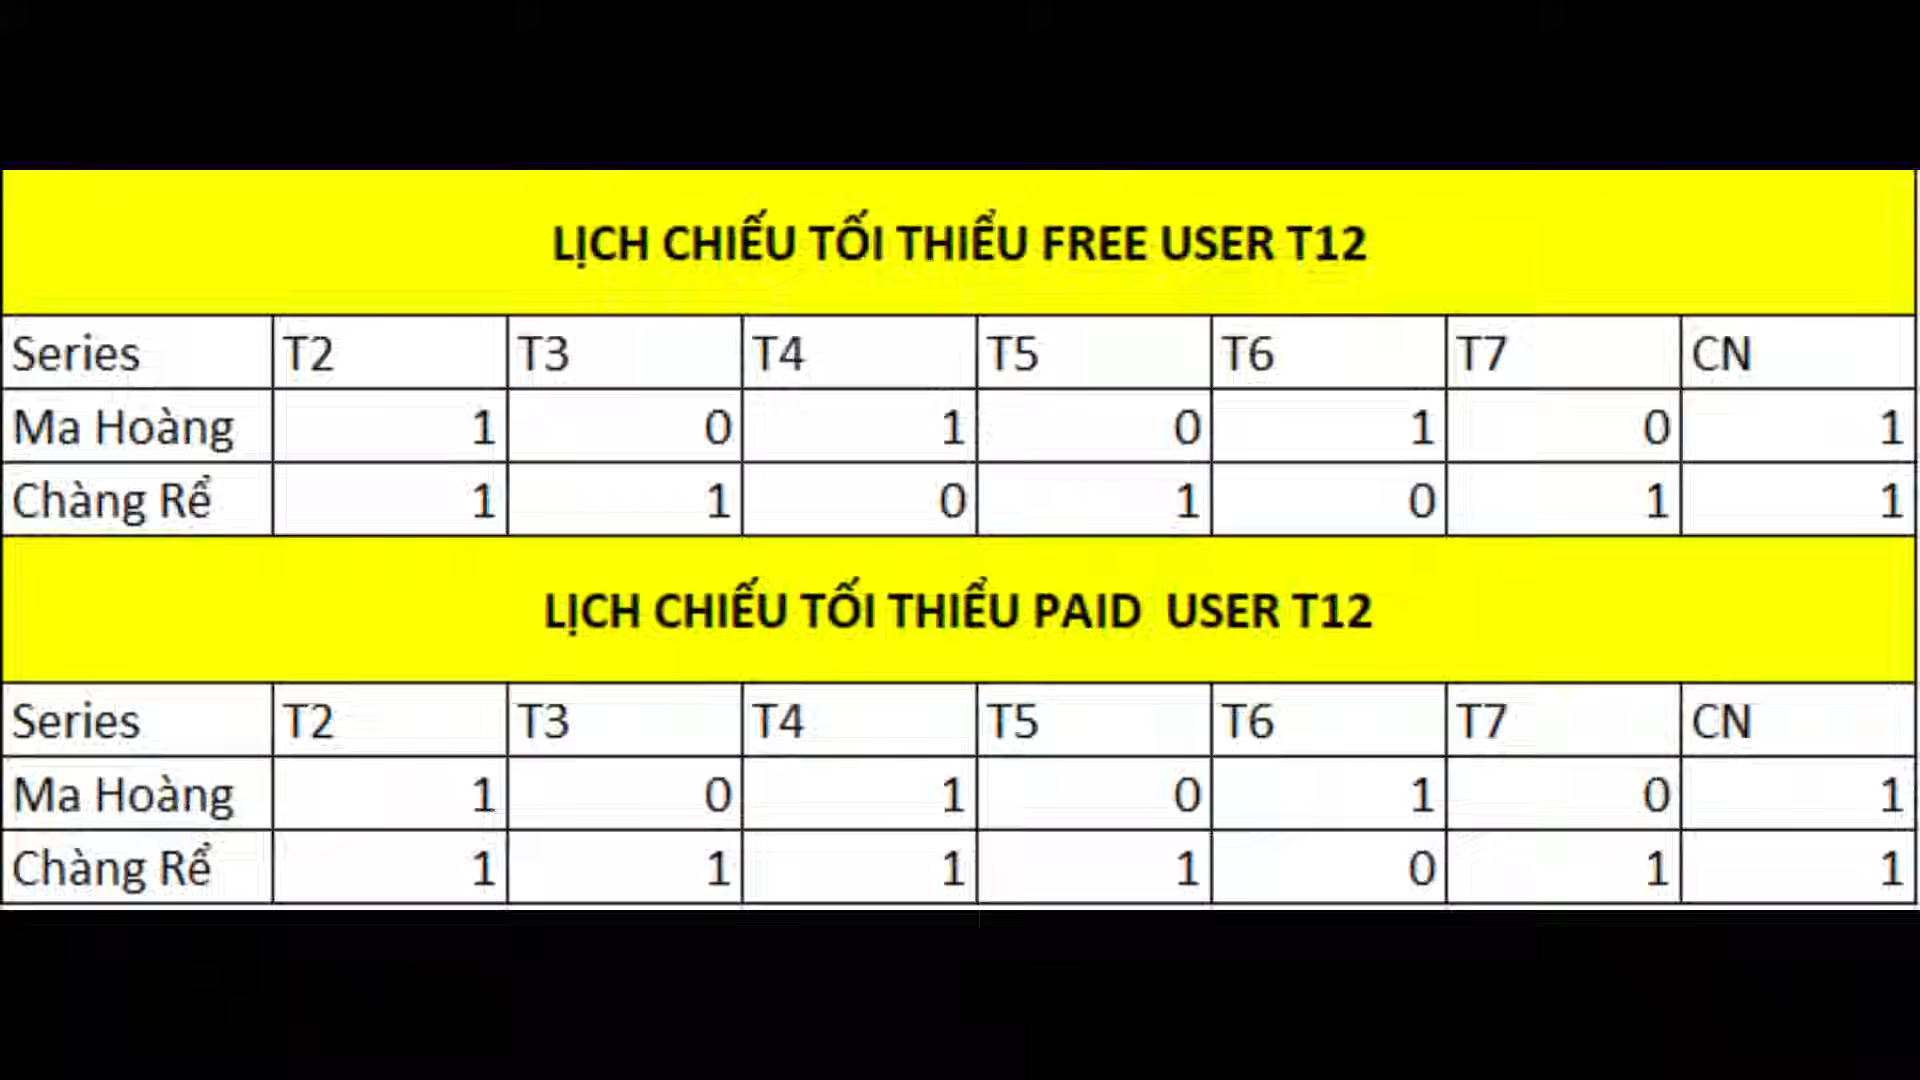 LỊCH CHIẾU TỐI THIỂU FREE USER T12
Series T2 T3 T4 T5 T6 T7 CN
Ma Hoàng 1 0 1 0 1 0 1
Chàng Rể 1 1 0 1 0 1 1
LỊCH CHIẾU TỐI THIỂU PAID  USER T12
Series T2 T3 T4 T5 T6 T7 CN
Ma Hoàng 1 0 1 0 1 0 1
Chàng Rể 1 1 1 1 0 1 1